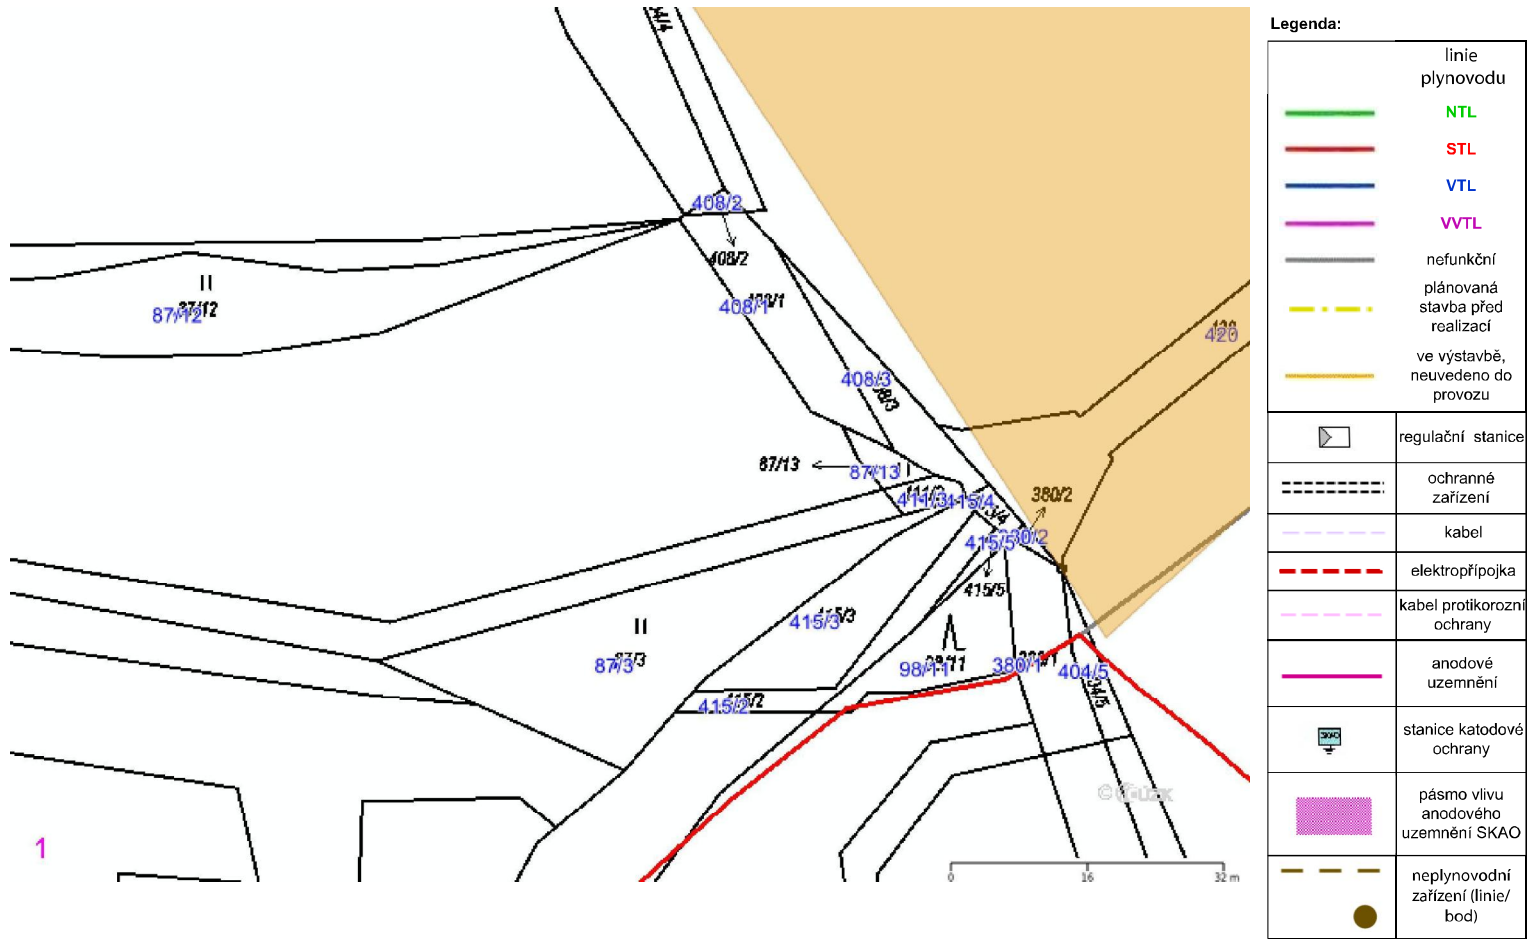 Legenda:
linie
plynovodu
NTL
STL
VTL
VVTL
nefunkční
plánovaná
stavba před
realizací
ve výstavbě,
neuvedeno do
provozu
regulační stanice
ochranné
zařízení
kabel
elektropřípojka
kabel protikorozní
ochrany
anodové
uzemnění
SKAO
stanice katodové
ochrany
pásmo vlivu
anodového
uzemnění SKAO
neplynovodní
zařízení (linie/
bod)
408/2
408/2
87/12
408/1
420
408/3
87/13
87/13
411/3
415/4
380/2
415/5
415/5
415/3
87/3
98/11
380/1
404/5
415/2
1
0
16
32 m